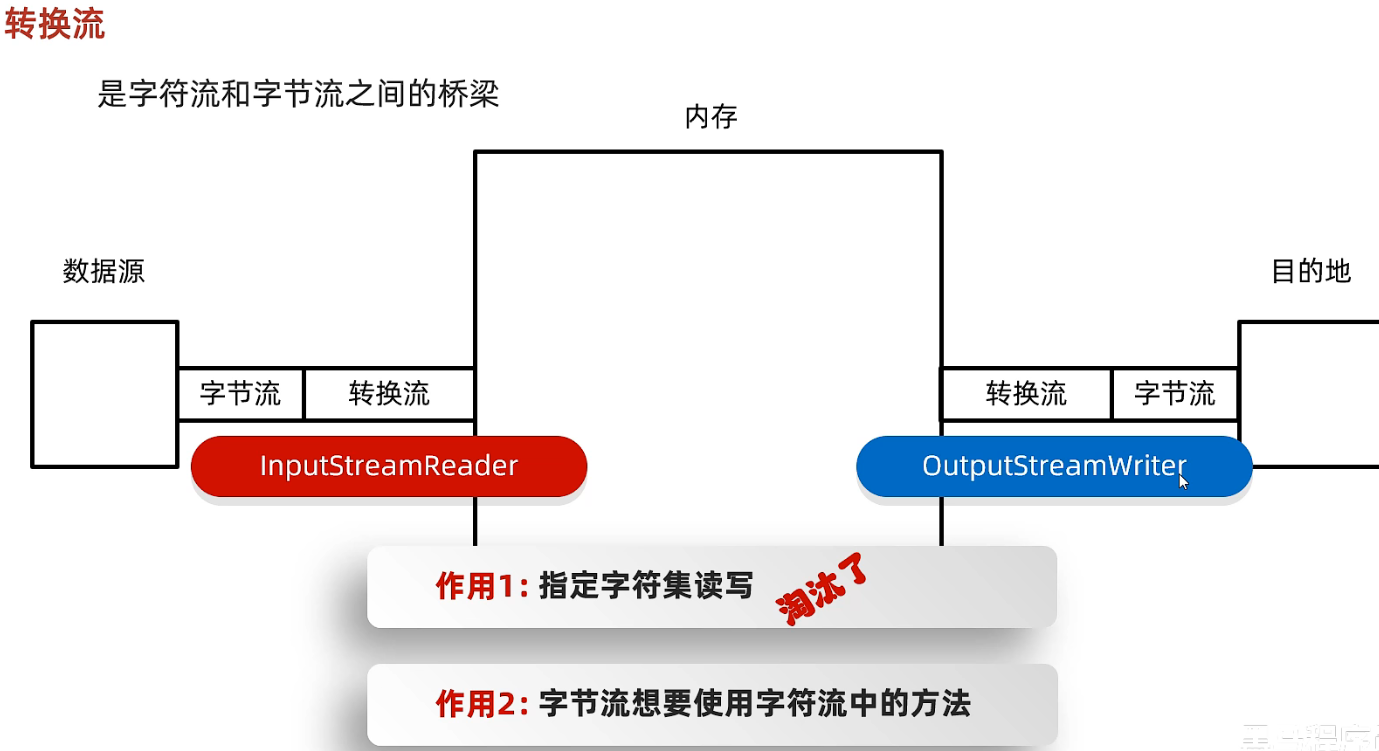 转换流
是字符流和字节流之间的桥梁
内存
数据源
目的地
字节流
转换流
转换流
字节流
InputStreamReader
OutputStreamWriter
作用1: 指定字符集读写
淘汰了
作用2: 字节流想要使用字符流中的方法